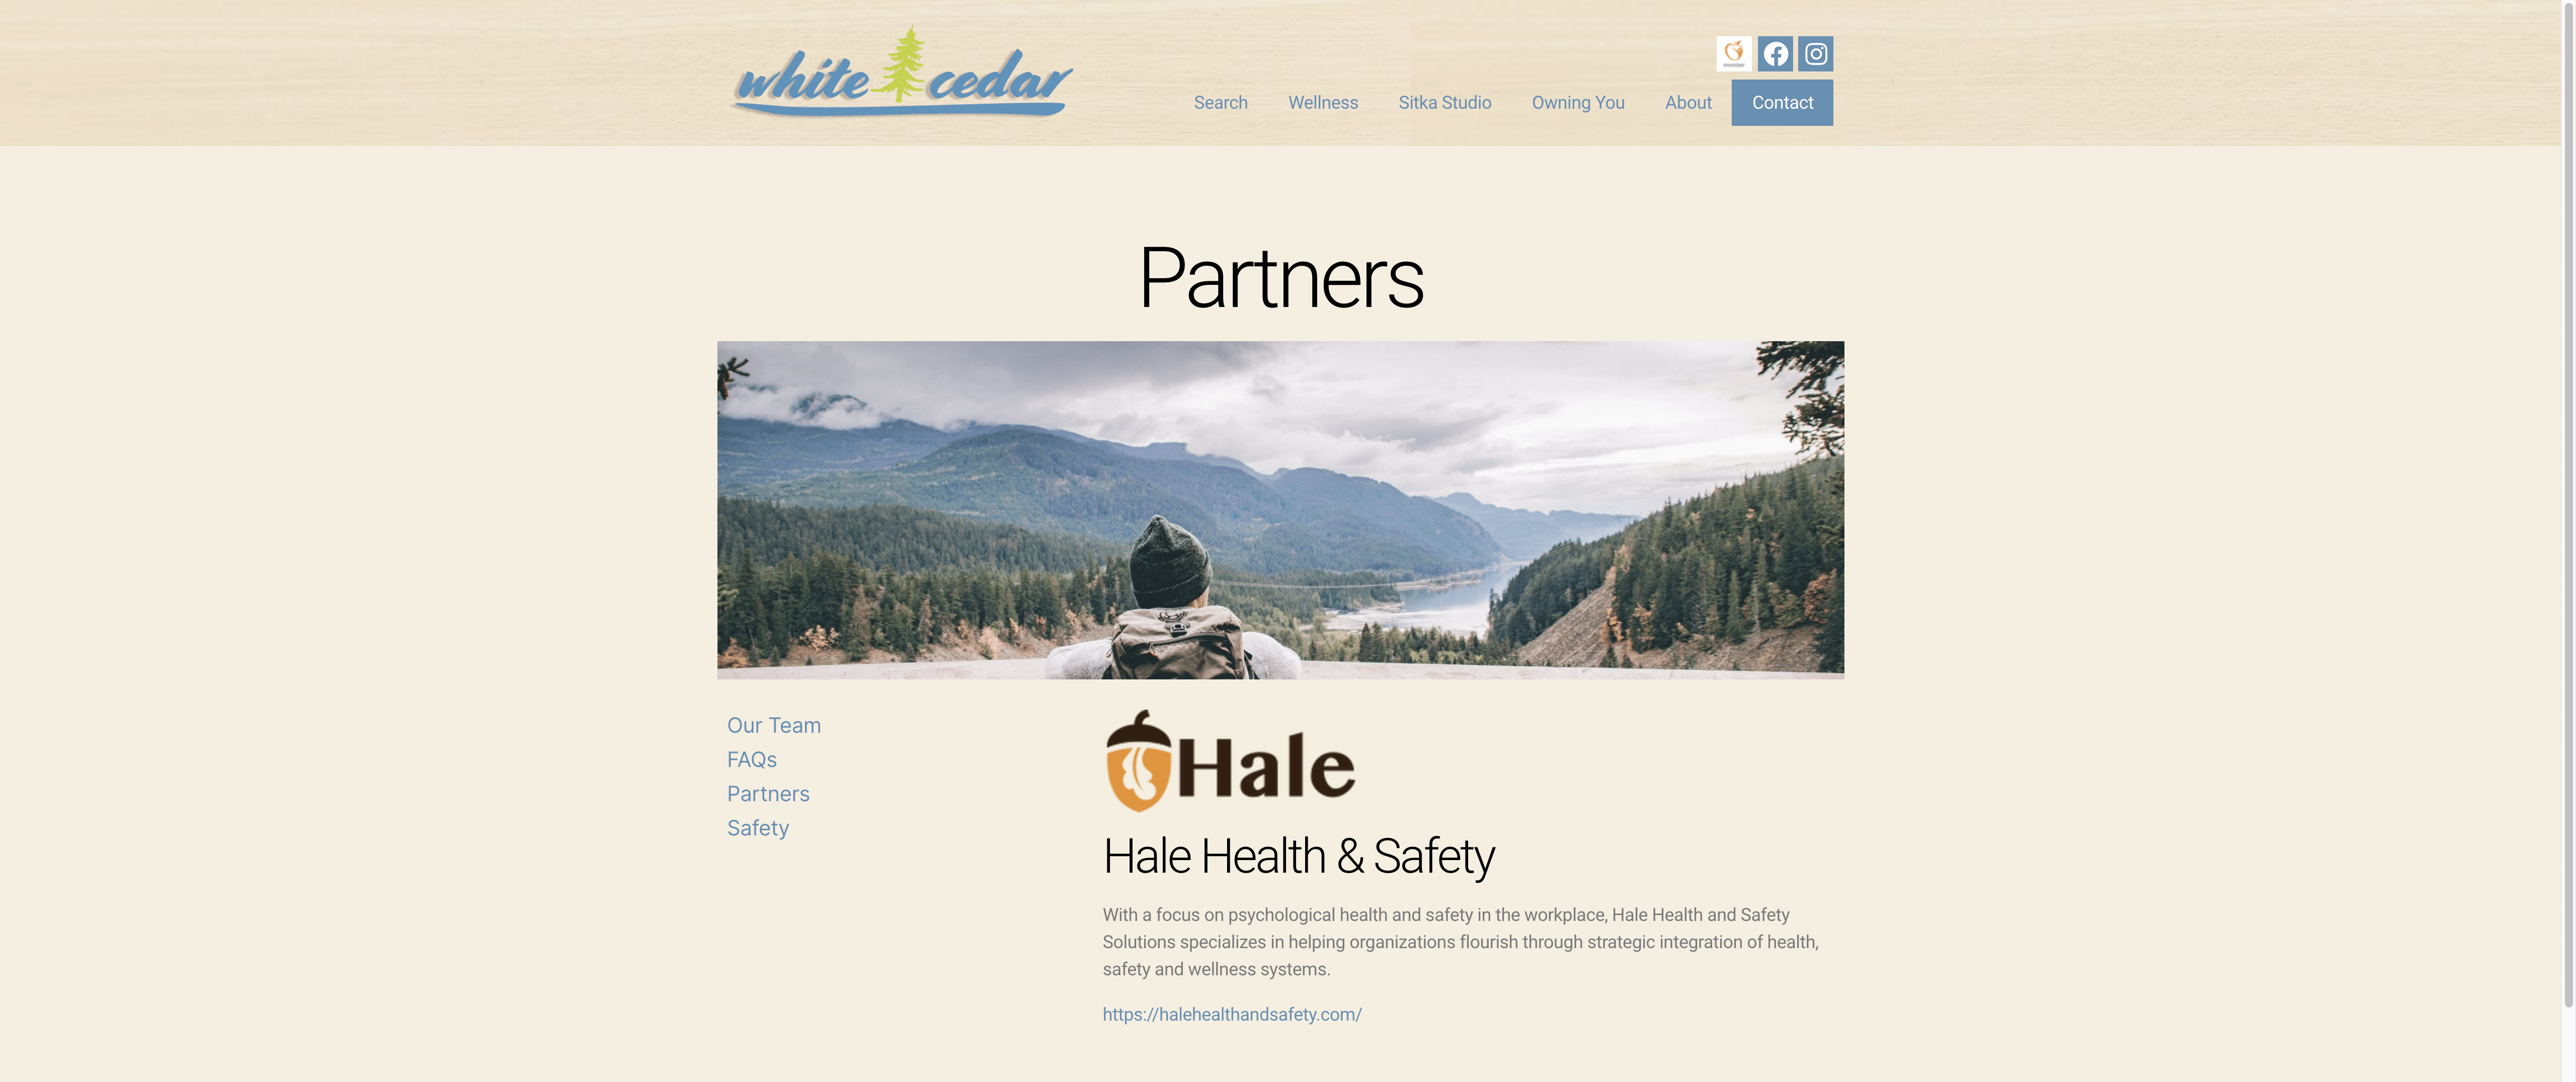 white cedar
member
Search Wellness Sitka Studio Owning You About Contact
Partners
Our Team
FAQs
Partners
Safety
Hale
Hale Health & Safety
With a focus on psychological health and safety in the workplace, Hale Health and Safety
Solutions specializes in helping organizations flourish through strategic integration of health,
safety and wellness systems.
https://halehealthandsafety.com/